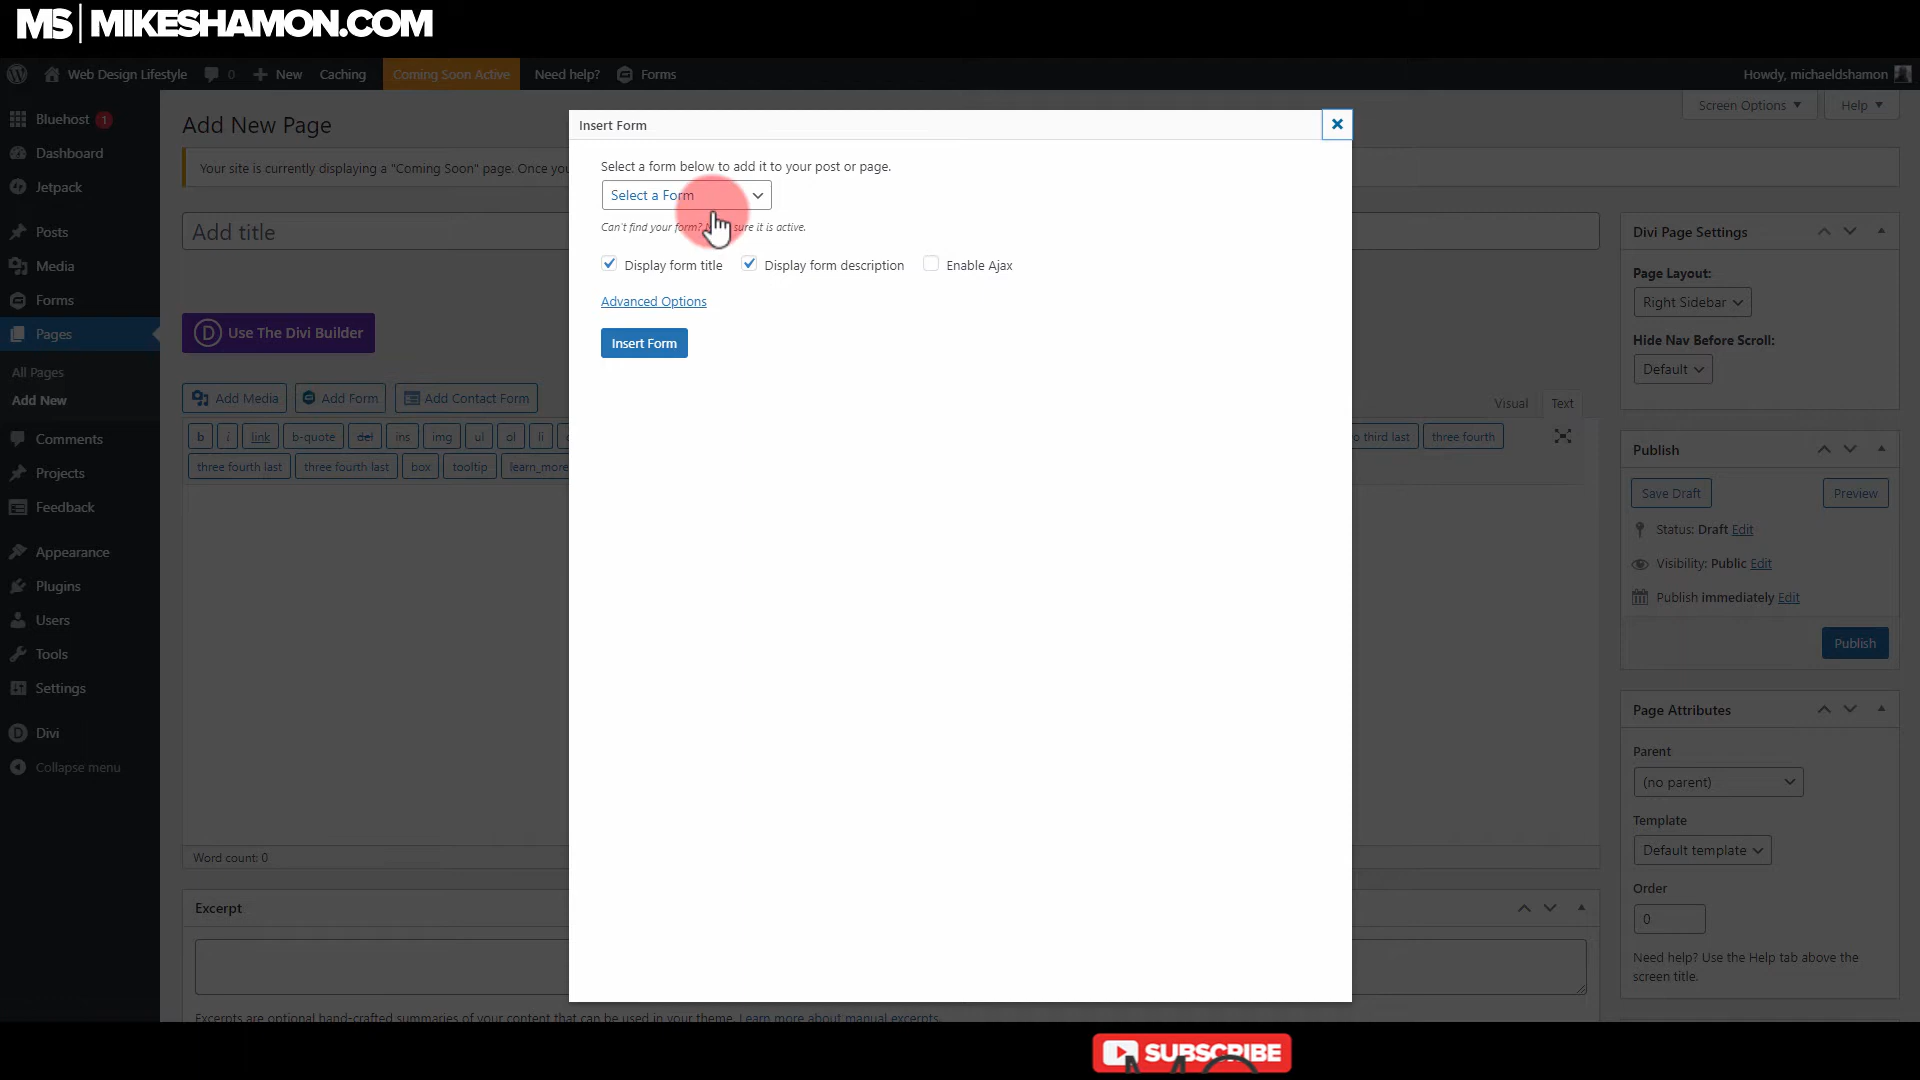 MS MIKESHAMON.COM
Web Design Lifestyle 0 New Caching Coming Soon Active Need help? Forms Howdy, michaeldshamon
Screen Options Help
Bluehost 1
Dashboard
Jetpack
Posts
Media
Forms
Pages
All Pages
Add New
Comments
Projects
Feedback
Appearance
Plugins
Users
Tools
Settings
Divi
Collapse menu
Add New Page
Your site is currently displaying a "Coming Soon" page. Once you
Add title
D Use The Divi Builder
Add Media Add Form Add Contact Form
Visual Text
b i link b-quote del ins img ul ol li
third last three fourth
three fourth last three fourth last box tooltip learn_more
Word count: 0
Excerpt
Excerpts are optional hand-crafted summaries of your content that can be used in your theme. Learn more about manual excerpts.
Insert Form
Select a form below to add it to your post or page.
Select a Form
Can't find your form? sure it is active.
Display form title Display form description Enable Ajax
Advanced Options
Insert Form
Divi Page Settings
Page Layout:
Right Sidebar
Hide Nav Before Scroll:
Default
Publish
Save Draft Preview
Status: Draft Edit
Visibility: Public Edit
Publish immediately Edit
Publish
Page Attributes
Parent
(no parent)
Template
Default template
Order
0
Need help? Use the Help tab above the
screen title.
SUBSCRIBE